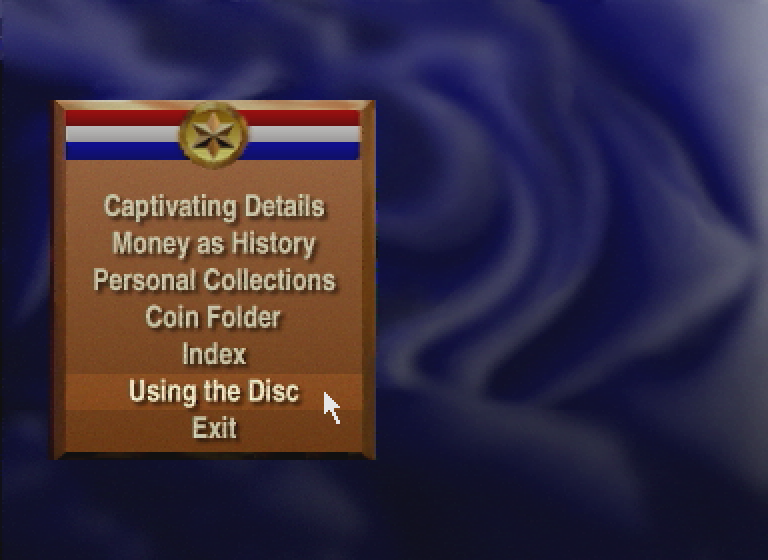 Captivating Details
Money as History
Personal Collections
Coin Folder
Index
Using the Disc
Exit